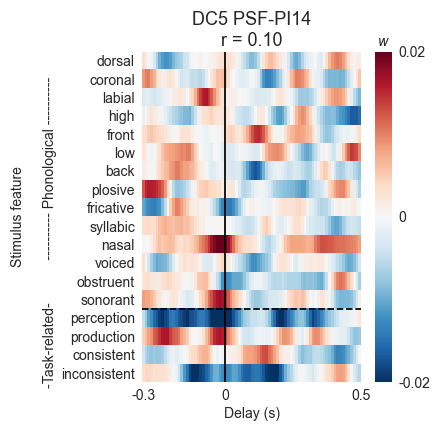 DC5 PSF-PI14
r = 0.10
w
dorsal
coronal
labial
high
front
low
back
plosive
fricative
syllabic
nasal
voiced
obstruent
sonorant
perception
production
consistent
inconsistent
Stimulus feature
---------- Phonological ----------
-Task-related-
0.02
0
-0.02
-0.3
0
0.5
Delay (s)